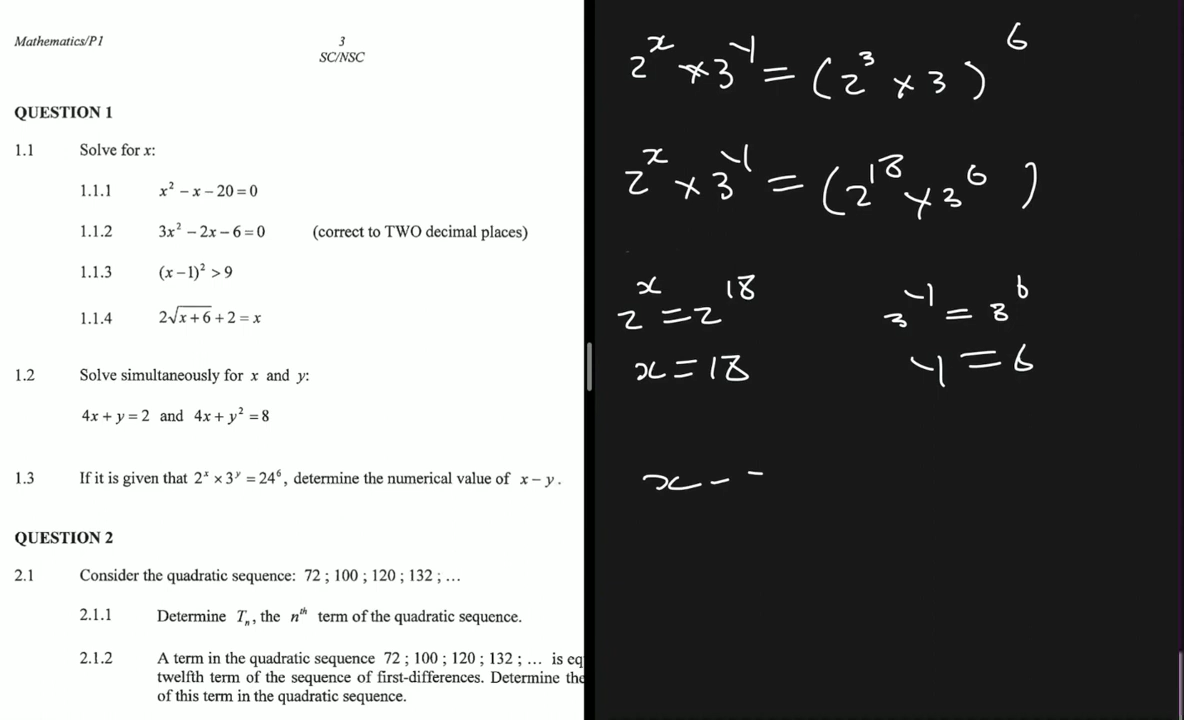 Mathematics/P1
3
SC/NSC
QUESTION 1
1.1 Solve for x:
1.1.1 x² − x − 20 = 0
1.1.2 3x² − 2x − 6 = 0 (correct to TWO decimal places)
1.1.3 (x − 1)² > 9
1.1.4 2√(x + 6) + 2 = x
1.2 Solve simultaneously for x and y:
4x + y = 2 and 4x + y² = 8
1.3 If it is given that 2ˣ × 3ʸ = 24⁶, determine the numerical value of x − y.
QUESTION 2
2.1 Consider the quadratic sequence: 72 ; 100 ; 120 ; 132 ; …
2.1.1 Determine Tₙ, the nᵗʰ term of the quadratic sequence.
2.1.2 A term in the quadratic sequence 72 ; 100 ; 120 ; 132 ; … is eq
twelfth term of the sequence of first-differences. Determine the
of this term in the quadratic sequence.
2ˣ × 3ʸ = (2³ × 3)⁶
2ˣ × 3ʸ = (2¹⁸ × 3⁶)
2ˣ = 2¹⁸ 3ʸ = 3⁶
x = 18 y = 6
x −